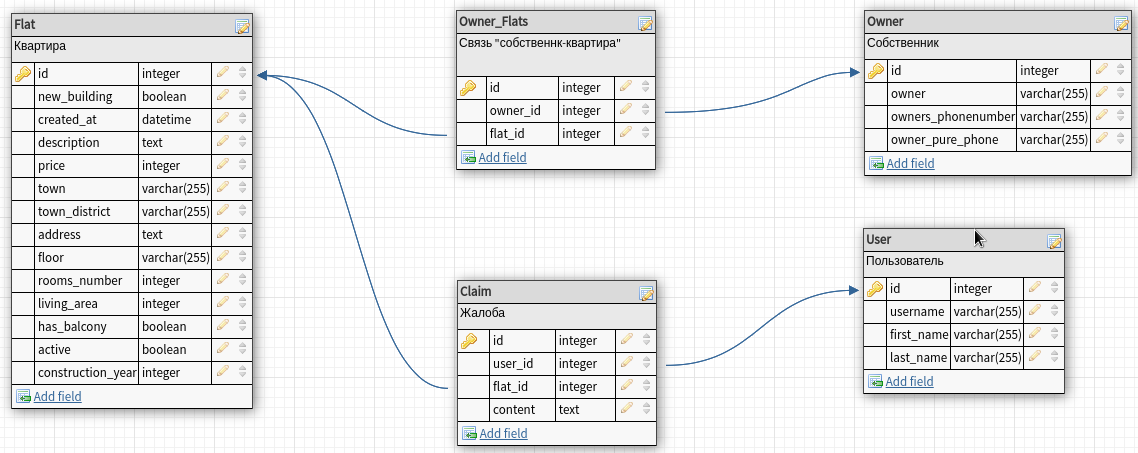 Flat
Квартира
id integer
new_building boolean
created_at datetime
description text
price integer
town varchar(255)
town_district varchar(255)
address text
floor varchar(255)
rooms_number integer
living_area integer
has_balcony boolean
active boolean
construction_year integer
Add field
Owner_Flats
Связь "собственнк-квартира"
id integer
owner_id integer
flat_id integer
Add field
Owner
Собственник
id integer
owner varchar(255)
owners_phonenumber varchar(255)
owner_pure_phone varchar(255)
Add field
Claim
Жалоба
id integer
user_id integer
flat_id integer
content text
Add field
User
Пользователь
id integer
username varchar(255)
first_name varchar(255)
last_name varchar(255)
Add field